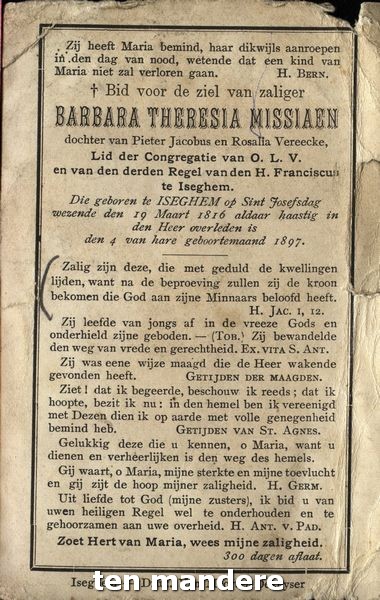 Zij heeft Maria bemind, haar dikwijls aanroepen
in den dag van nood, wetende dat een kind van
Maria niet zal verloren gaan. H. BERN.
† Bid voor de ziel van zaliger
BARBARA THERESIA MISSIAEN
dochter van Pieter Jacobus en Rosalia Vereecke,
Lid der Congregatie van O. L. V.
en van den derden Regel van den H. Franciscus
te Iseghem.
Die geboren te ISEGHEM op Sint Josefsdag
wezende den 19 Maart 1816 aldaar haastig in
den Heer overleden is
den 4 van hare geboortemaand 1897.
Zalig zijn deze, die met geduld de kwellingen
lijden, want na de beproeving zullen zij de kroon
bekomen die God aan zijne Minnaars beloofd heeft.
H. JAC. 1, 12.
Zij leefde van jongs af in de vreeze Gods en
onderhield zijne geboden. — (TOB.) Zij bewandelde
den weg van vrede en gerechtheid. EX. VITA S. ANT.
Zij was eene wijze maagd die de Heer wakende
gevonden heeft. GETIJDEN DER MAAGDEN.
Ziet! dat ik begeerde, beschouw ik reeds; dat ik
hoopte, bezit ik nu: in den hemel ben ik vereenigd
met Dezen dien ik op aarde met volle genegenheid
bemind heb. GETIJDEN VAN ST. AGNES.
Gelukkig deze die u kennen, o Maria, want u
dienen en verheerlijken is den weg des hemels.
Gij waart, o Maria, mijne sterkte en mijne toevlucht
en gij zijt de hoop mijner zaligheid. H. GERM.
Uit liefde tot God (mijne zusters), ik bid u van
uwen heiligen Regel wel te onderhouden en te
gehoorzamen aan uwe overheid. H. ANT. V. PAD.
Zoet Hert van Maria, wees mijne zaligheid.
300 dagen aflaat.
ten mandere